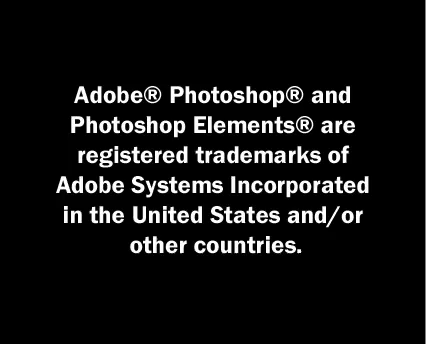 Adobe® Photoshop® and
Photoshop Elements® are
registered trademarks of
Adobe Systems Incorporated
in the United States and/or
other countries.